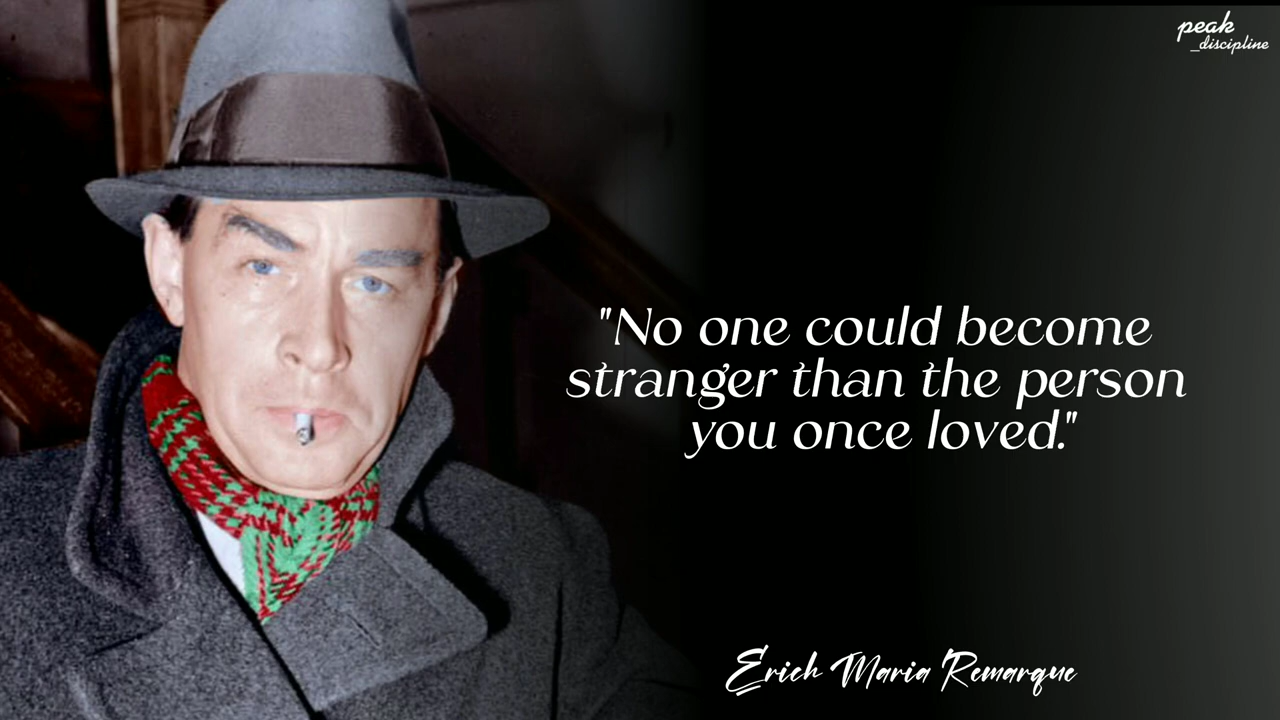 peak
_discipline
"No one could become
stranger than the person
you once loved."
Erich Maria Remarque